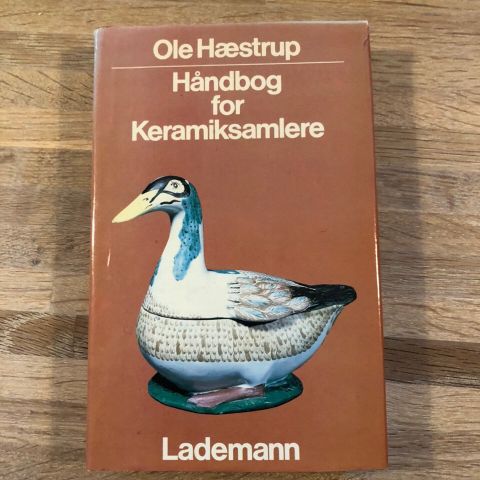 Ole Hæstrup
Håndbog
for
Keramiksamlere
Lademann